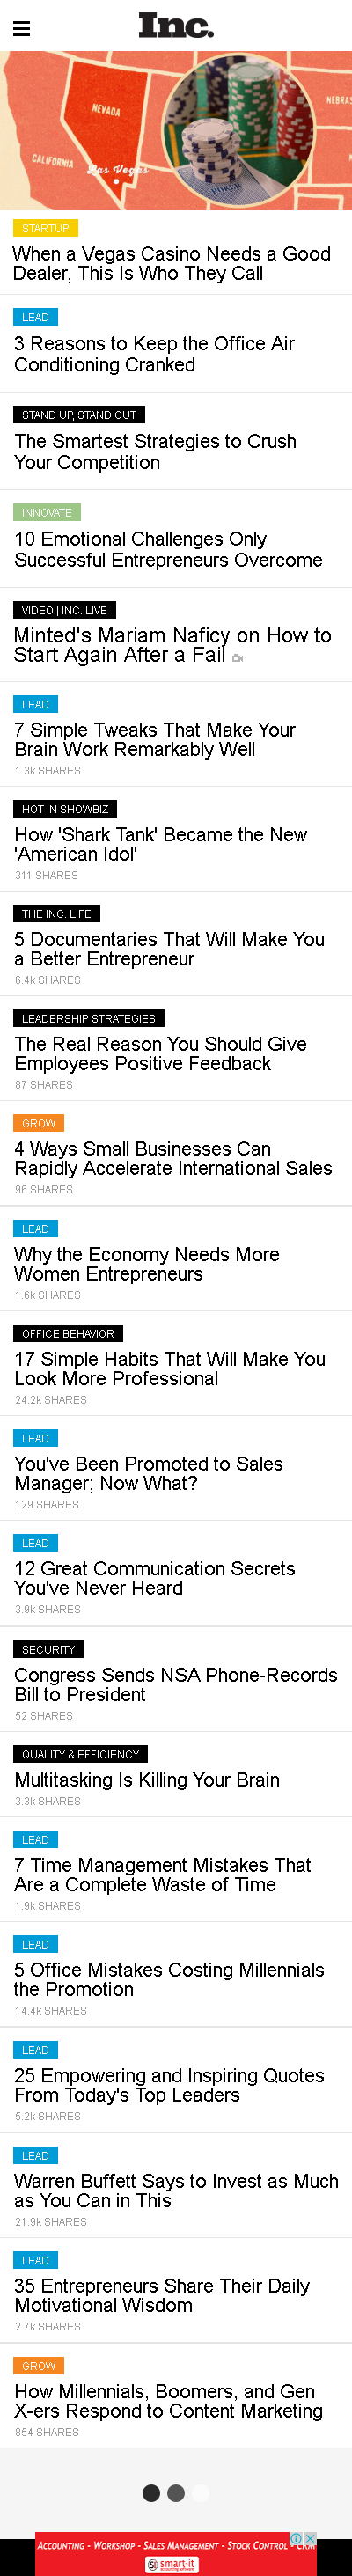 Inc.
NEVADA
NEBRAS
CALIFORNIA
Las Vegas
POKER
STARTUP
When a Vegas Casino Needs a Good
Dealer, This Is Who They Call
LEAD
3 Reasons to Keep the Office Air
Conditioning Cranked
STAND UP, STAND OUT
The Smartest Strategies to Crush
Your Competition
INNOVATE
10 Emotional Challenges Only
Successful Entrepreneurs Overcome
VIDEO | INC. LIVE
Minted's Mariam Naficy on How to
Start Again After a Fail
LEAD
7 Simple Tweaks That Make Your
Brain Work Remarkably Well
1.3k SHARES
HOT IN SHOWBIZ
How 'Shark Tank' Became the New
'American Idol'
311 SHARES
THE INC. LIFE
5 Documentaries That Will Make You
a Better Entrepreneur
6.4k SHARES
LEADERSHIP STRATEGIES
The Real Reason You Should Give
Employees Positive Feedback
87 SHARES
GROW
4 Ways Small Businesses Can
Rapidly Accelerate International Sales
96 SHARES
LEAD
Why the Economy Needs More
Women Entrepreneurs
1.6k SHARES
OFFICE BEHAVIOR
17 Simple Habits That Will Make You
Look More Professional
24.2k SHARES
LEAD
You've Been Promoted to Sales
Manager; Now What?
129 SHARES
LEAD
12 Great Communication Secrets
You've Never Heard
3.9k SHARES
SECURITY
Congress Sends NSA Phone-Records
Bill to President
52 SHARES
QUALITY & EFFICIENCY
Multitasking Is Killing Your Brain
3.3k SHARES
LEAD
7 Time Management Mistakes That
Are a Complete Waste of Time
1.9k SHARES
LEAD
5 Office Mistakes Costing Millennials
the Promotion
14.4k SHARES
LEAD
25 Empowering and Inspiring Quotes
From Today's Top Leaders
5.2k SHARES
LEAD
Warren Buffett Says to Invest as Much
as You Can in This
21.9k SHARES
LEAD
35 Entrepreneurs Share Their Daily
Motivational Wisdom
2.7k SHARES
GROW
How Millennials, Boomers, and Gen
X-ers Respond to Content Marketing
854 SHARES
ACCOUNTING - WORKSHOP - SALES MANAGEMENT - STOCK CONTROL - CRM
smart-it